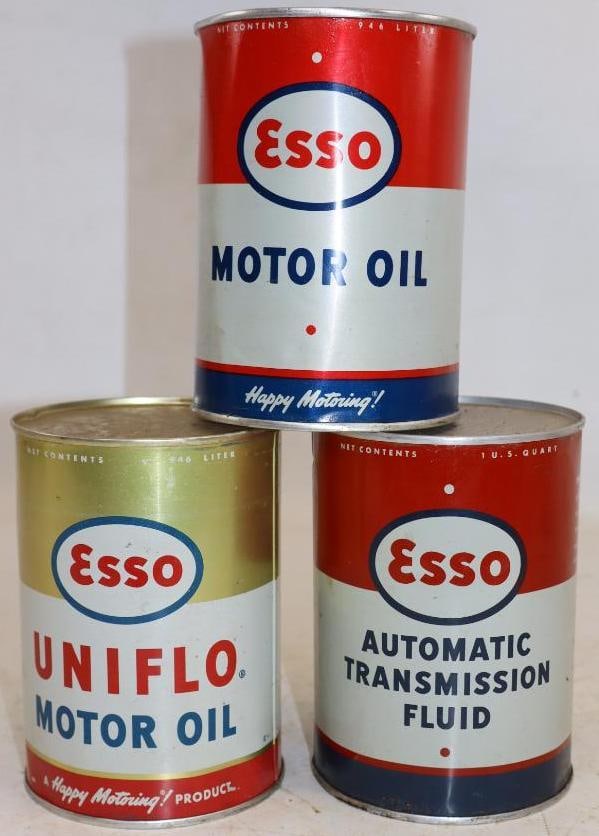 NET CONTENTS .946 LITER
Esso
MOTOR OIL
Happy Motoring!
NET CONTENTS .946 LITER
Esso
UNIFLO®
MOTOR OIL
A Happy Motoring! PRODUCT
NET CONTENTS 1 U.S. QUART
Esso
AUTOMATIC
TRANSMISSION
FLUID